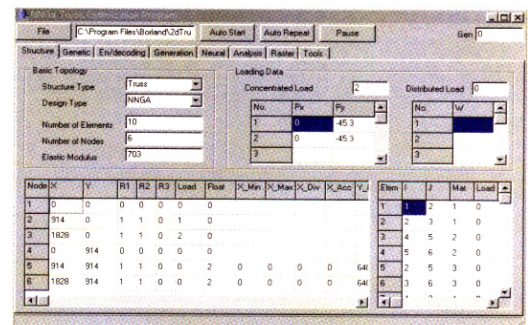 Optimization Program
File C:\Program Files\Borland\2dTru Auto Start Auto Repeat Pause Gen 0
Structure Genetic En/decoding Generation Neural Analysis Raster Tools
Basic Topology
Structure Type Truss
Design Type NNGA
Number of Elements 10
Number of Nodes 6
Elastic Modulus 703
Loading Data
Concentrated Load 2 Distributed Load 0
No. Px Py
1 0 -45.3
2 0 -45.3
3
No. W
1
2
3
Node X Y R1 R2 R3 Load Float X_Min X_Max X_Div X_Acc
1 0 0 0 0 0 0 0
2 914 0 1 1 0 1 0
3 1828 0 1 1 0 2 0
4 0 914 0 0 0 0 0
5 914 914 1 1 0 0 2 0 0 0 0
6 1828 914 1 1 0 0 2 0 0 0 0
Elem I J Mat Load
1 1 2 1 0
2 2 3 1 0
3 4 5 2 0
4 5 6 2 0
5 2 5 3 0
6 3 6 3 0